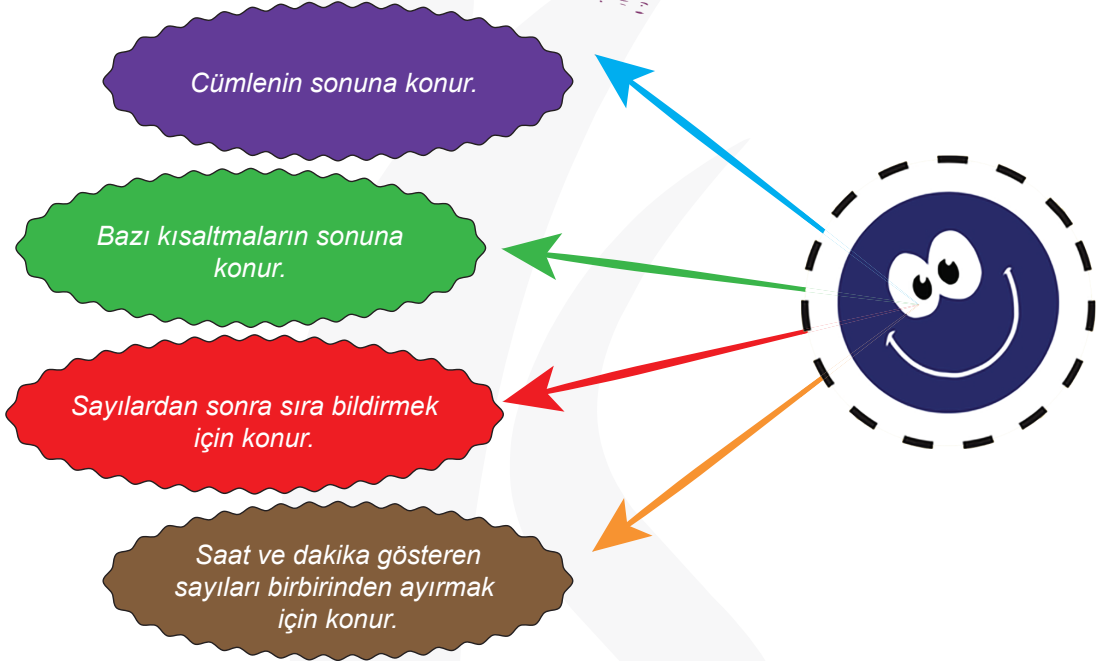 Cümlenin sonuna konur.
Bazı kısaltmaların sonuna
konur.
Sayılardan sonra sıra bildirmek
için konur.
Saat ve dakika gösteren
sayıları birbirinden ayırmak
için konur.